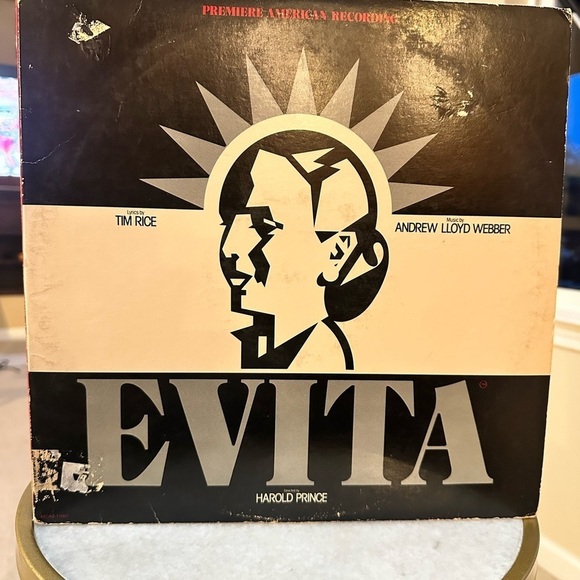 PREMIERE AMERICAN RECORDING
Lyrics by
TIM RICE
Music by
ANDREW LLOYD WEBBER
EVITA
Directed by
HAROLD PRINCE